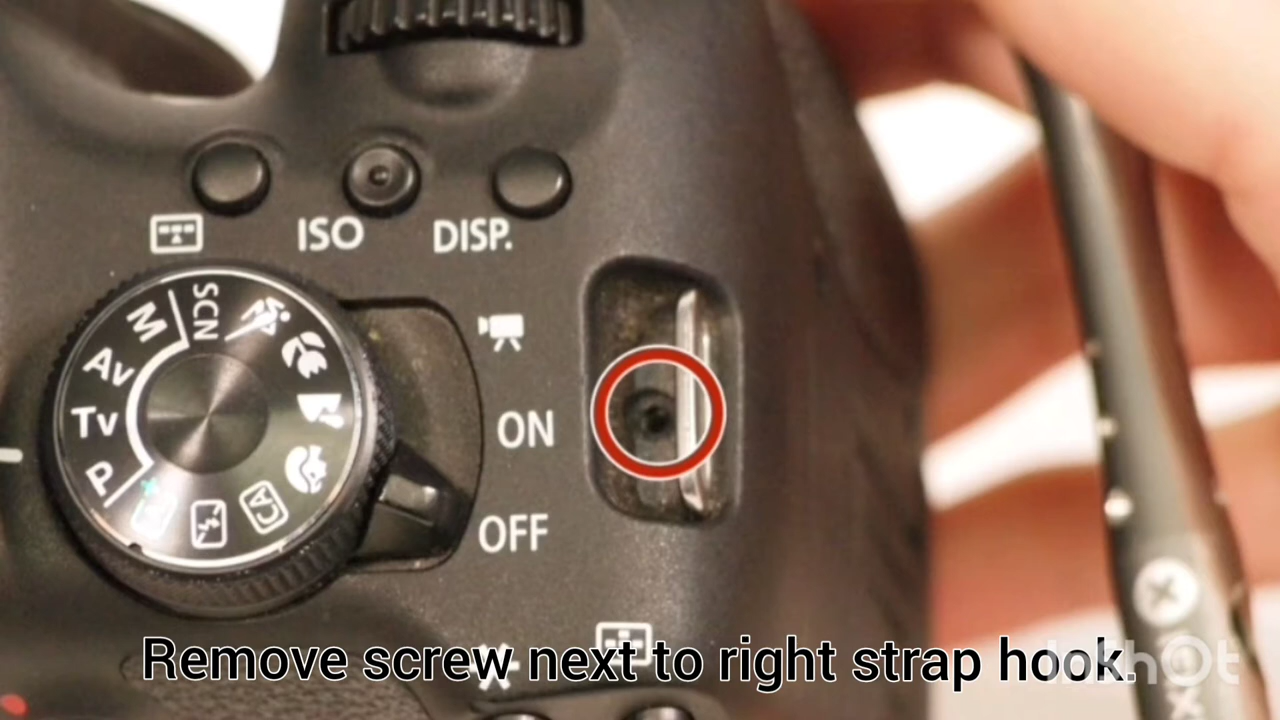 ISO
DISP.
SCN
M
Av
Tv
P
CA
ON
OFF
Remove screw next to right strap hook.